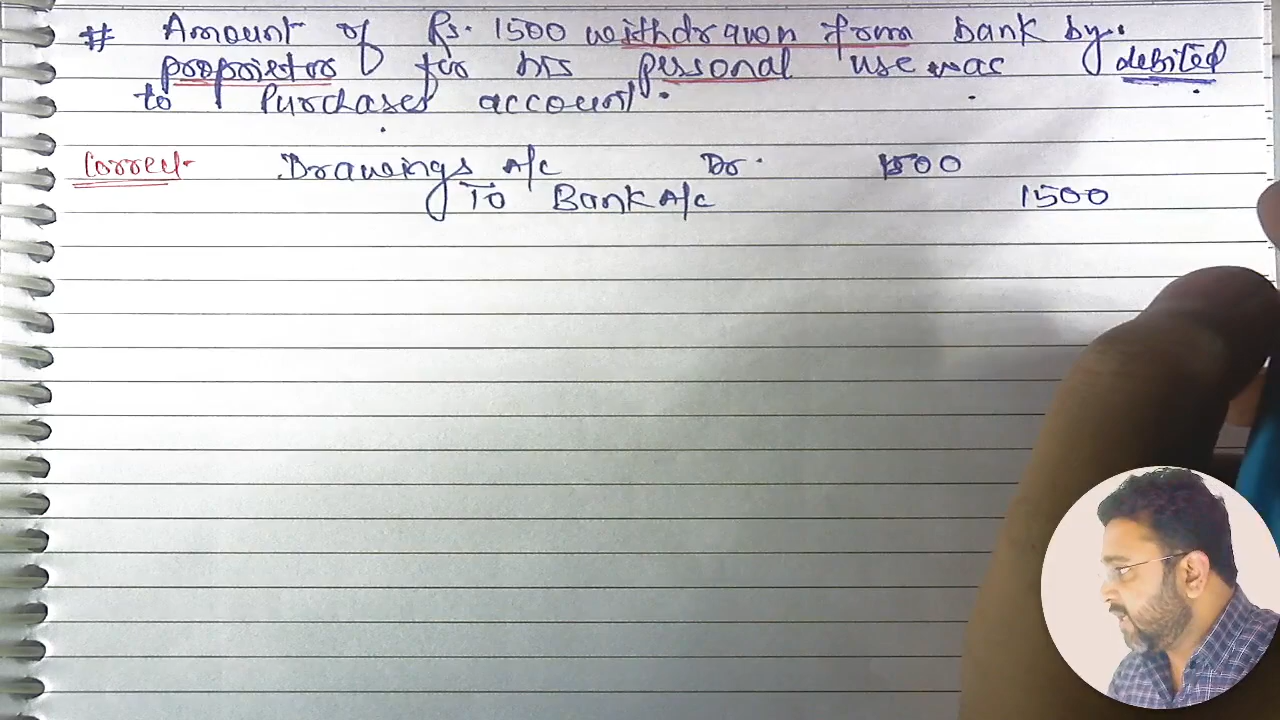 # Amount of Rs. 1500 withdrawn from bank by
proprietor for his personal use was debited
to Purchases account.
Correct Drawings A/c Dr. 1500
To Bank A/c 1500